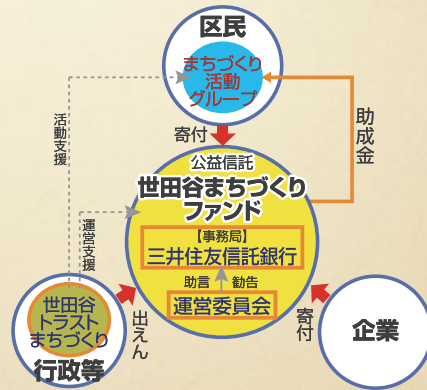 区民
まちづくり
活動
グループ
寄付
助成金
活動支援
公益信託
世田谷まちづくり
ファンド
【事務局】
三井住友信託銀行
助言 勧告
運営委員会
運営支援
世田谷
トラスト
まちづくり
行政等
出えん
寄付
企業